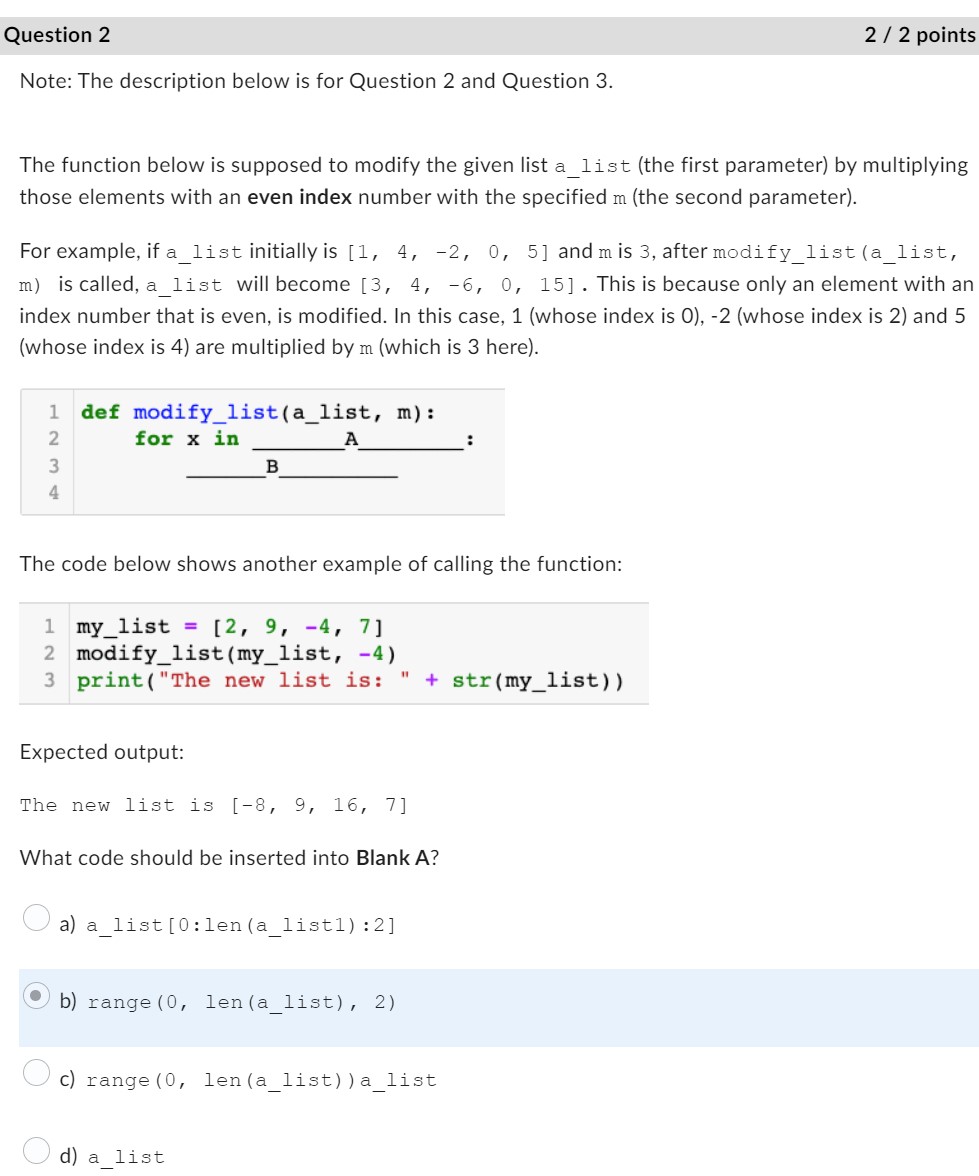 Question 2 2 / 2 points
Note: The description below is for Question 2 and Question 3.
The function below is supposed to modify the given list a_list (the first parameter) by multiplying
those elements with an even index number with the specified m (the second parameter).
For example, if a_list initially is [1, 4, -2, 0, 5] and m is 3, after modify_list(a_list,
m) is called, a_list will become [3, 4, -6, 0, 15]. This is because only an element with an
index number that is even, is modified. In this case, 1 (whose index is 0), -2 (whose index is 2) and 5
(whose index is 4) are multiplied by m (which is 3 here).
1 def modify_list(a_list, m):
2 for x in _______A________:
3 ______B_________
4
The code below shows another example of calling the function:
1 my_list = [2, 9, -4, 7]
2 modify_list(my_list, -4)
3 print("The new list is: " + str(my_list))
Expected output:
The new list is [-8, 9, 16, 7]
What code should be inserted into Blank A?
a) a_list[0:len(a_list1):2]
b) range(0, len(a_list), 2)
c) range(0, len(a_list))a_list
d) a_list